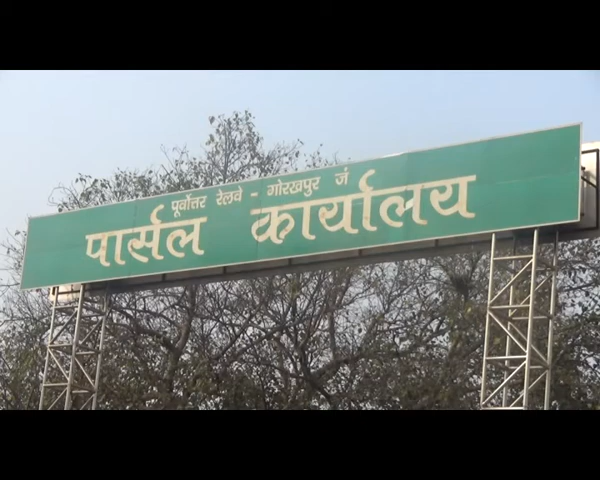 पूर्वोत्तर रेलवे - गोरखपुर जं
पार्सल कार्यालय